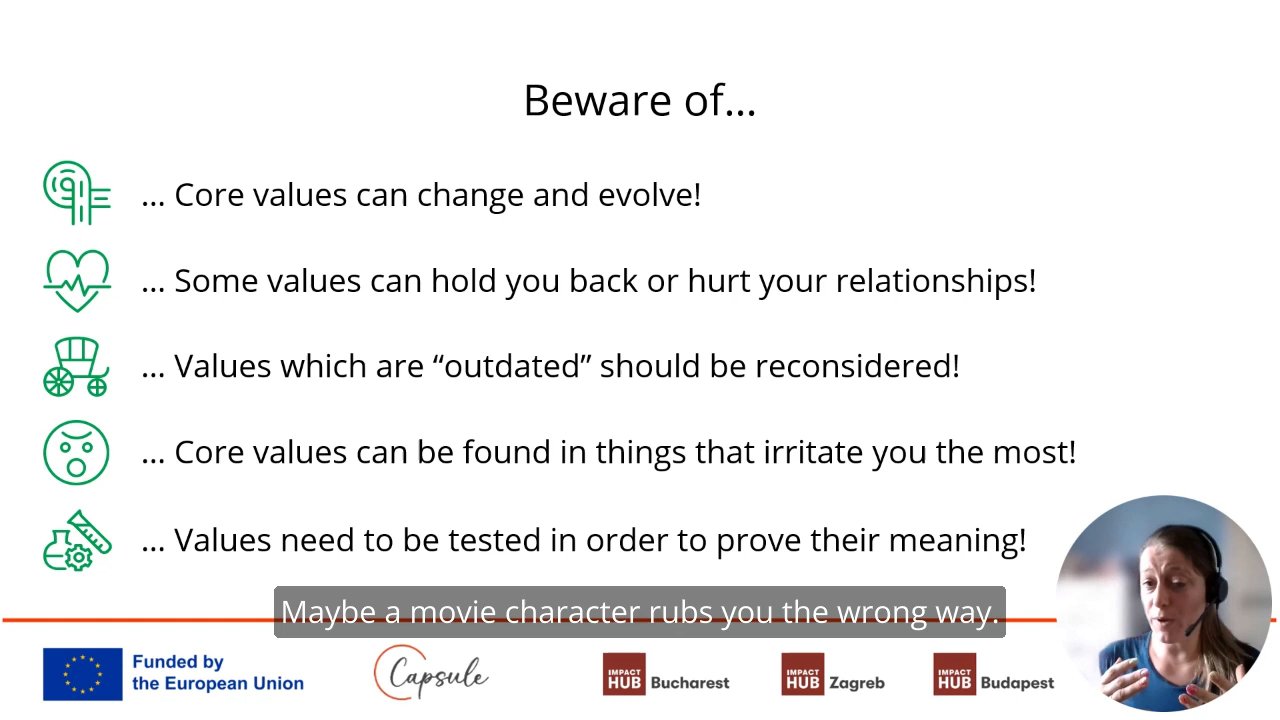 Beware of...
... Core values can change and evolve!
... Some values can hold you back or hurt your relationships!
... Values which are “outdated” should be reconsidered!
... Core values can be found in things that irritate you the most!
... Values need to be tested in order to prove their meaning!
Maybe a movie character rubs you the wrong way.
Funded by
the European Union
Capsule
IMPACT
HUB Bucharest
IMPACT
HUB Zagreb
IMPACT
HUB Budapest